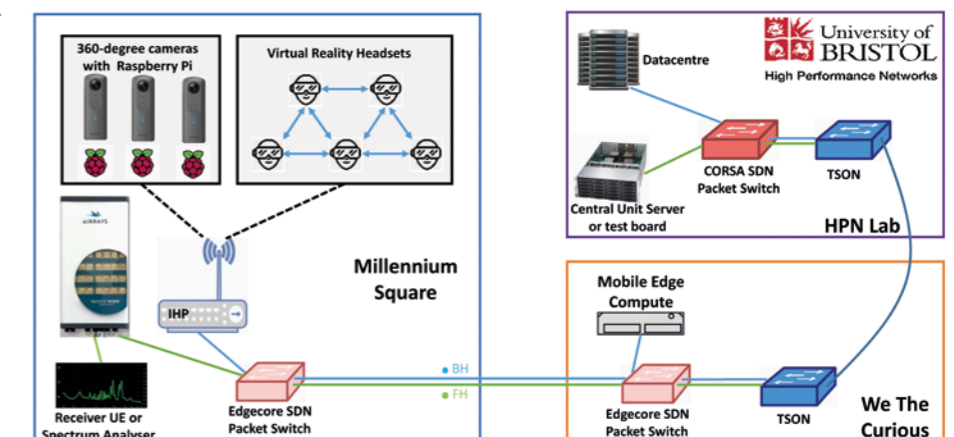 360-degree cameras
with Raspberry Pi
Virtual Reality Headsets
AIRRAYS
IHP
Millennium
Square
Receiver UE or
Spectrum Analyser
Edgecore SDN
Packet Switch
BH
FH
Datacentre
University of
BRISTOL
High Performance Networks
CORSA SDN
Packet Switch
TSON
Central Unit Server
or test board
HPN Lab
Mobile Edge
Compute
Edgecore SDN
Packet Switch
TSON
We The
Curious